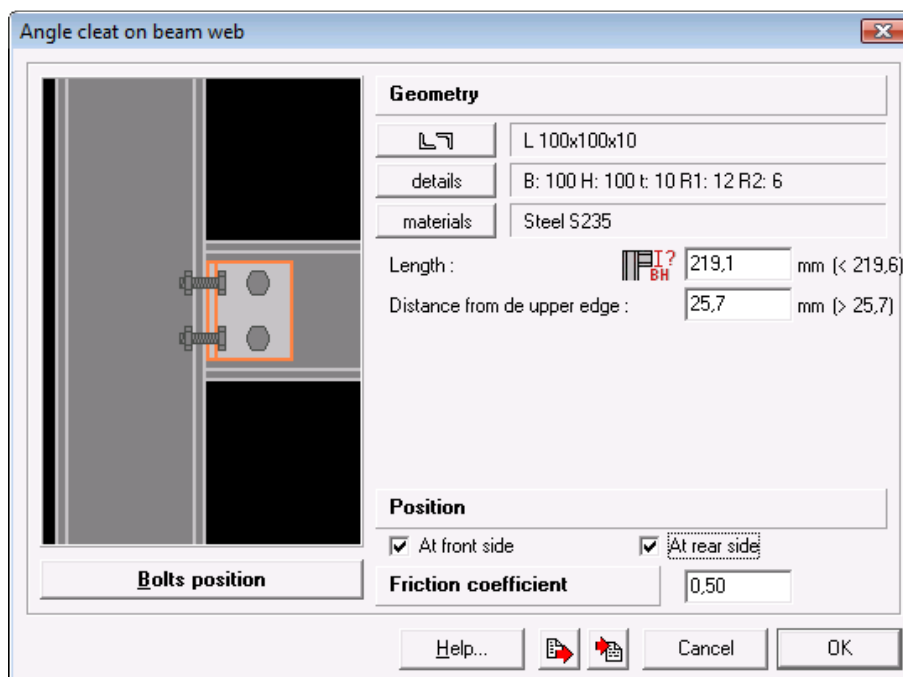 Angle cleat on beam web
Geometry
L 100x100x10
details
B: 100 H: 100 t: 10 R1: 12 R2: 6
materials
Steel S235
Length :
I?
BH
219,1
mm (< 219,6)
Distance from de upper edge :
25,7
mm (> 25,7)
Position
At front side
At rear side
Bolts position
Friction coefficient
0,50
Help...
Cancel
OK